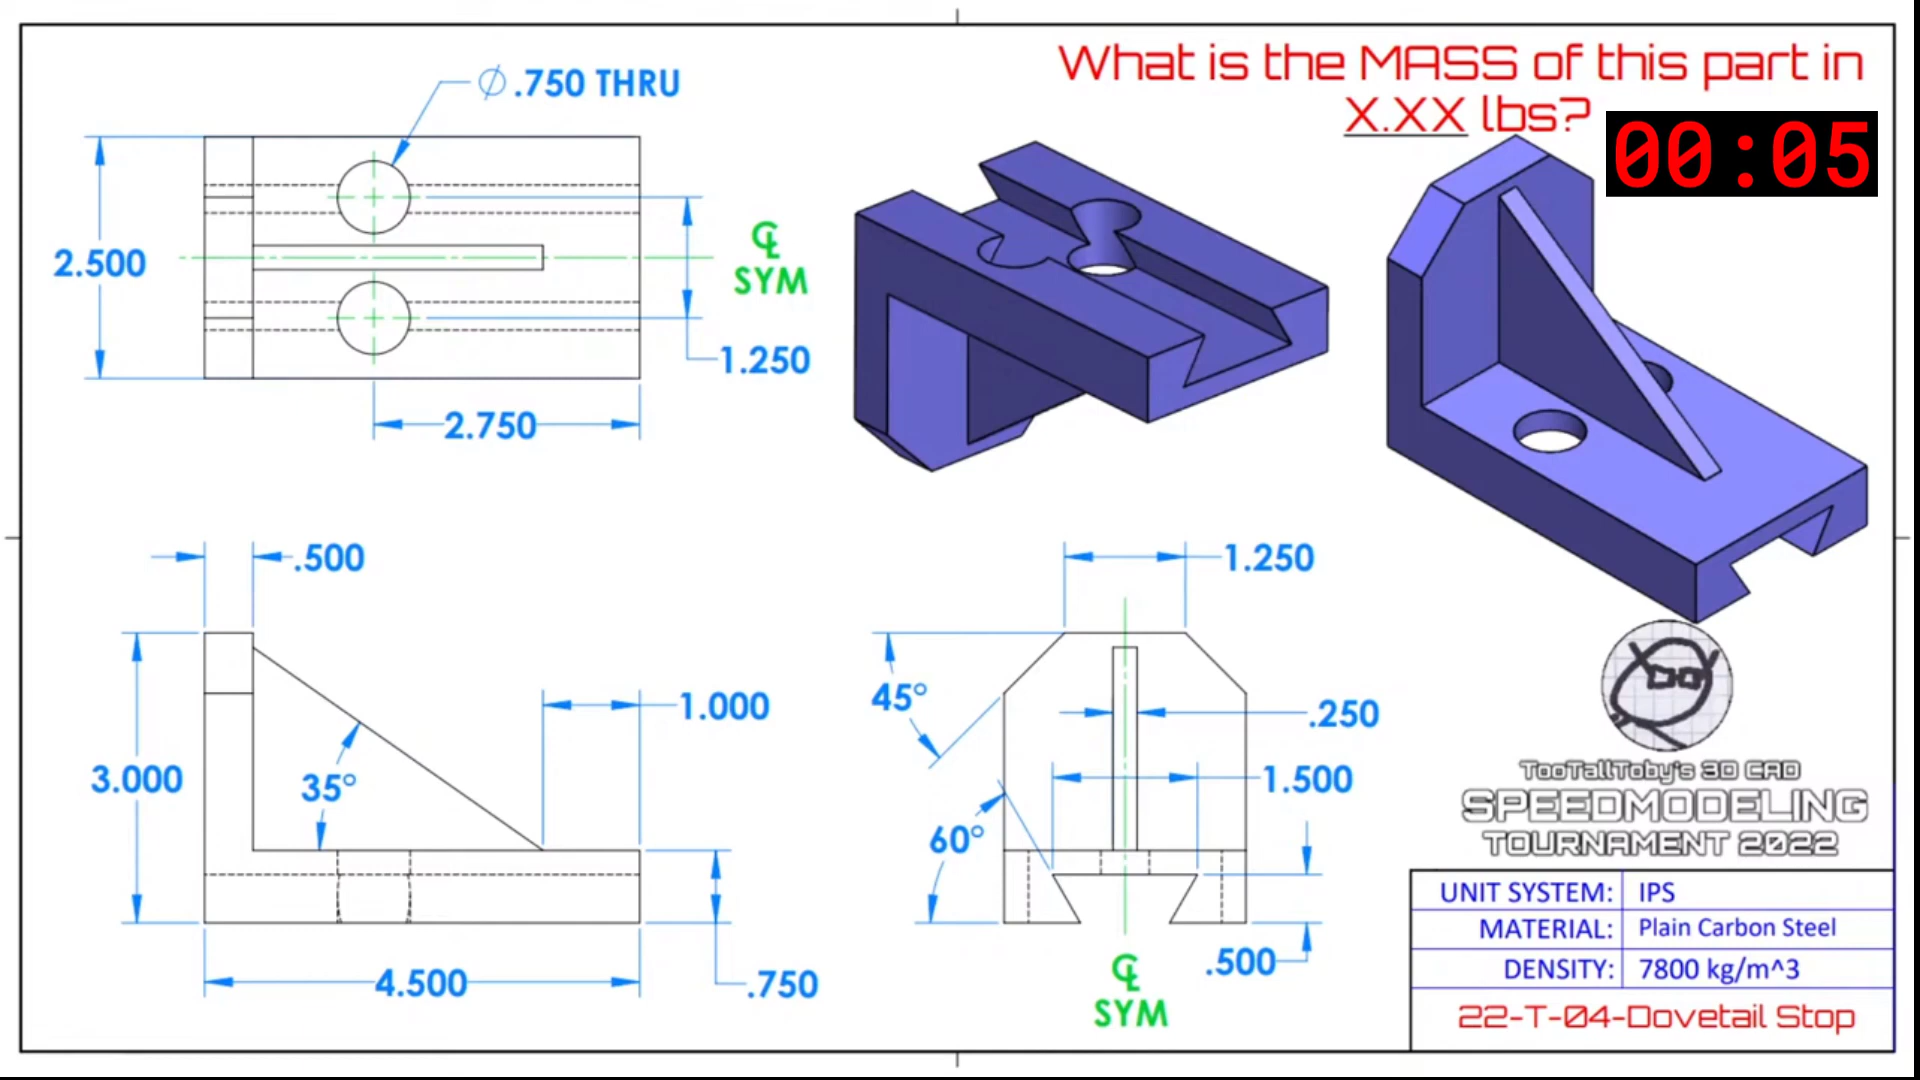 What is the MASS of this part in
X.XX lbs?
00:05
∅ .750 THRU
2.500
℄
SYM
1.250
2.750
.500
1.250
45°
.250
1.000
3.000
35°
1.500
60°
.500
4.500
.750
℄
SYM
TooTallToby's 3D CAD
SPEEDMODELING
TOURNAMENT 2022
UNIT SYSTEM: IPS
MATERIAL: Plain Carbon Steel
DENSITY: 7800 kg/m^3
22-T-04-Dovetail Stop